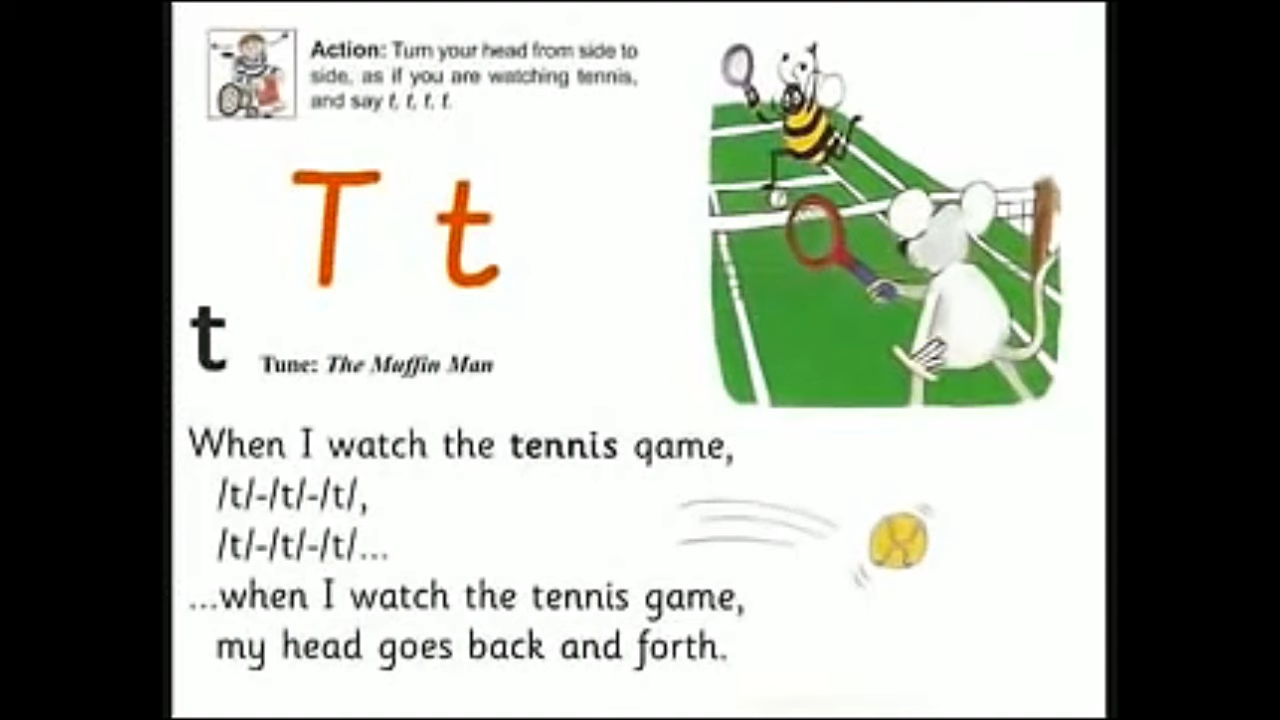 Action: Turn your head from side to
side, as if you are watching tennis,
and say t, t, t, t.
T t
t Tune: The Muffin Man
When I watch the tennis game,
/t/-/t/-/t/,
/t/-/t/-/t/...
...when I watch the tennis game,
my head goes back and forth.